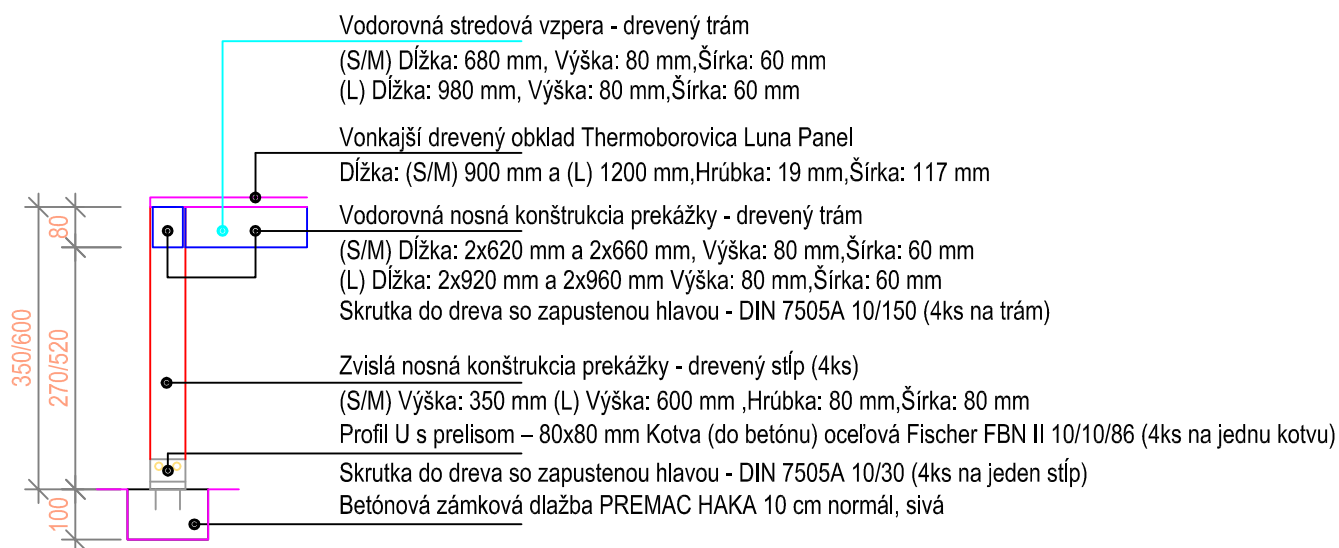 Vodorovná stredová vzpera - drevený trám
(S/M) Dĺžka: 680 mm, Výška: 80 mm,Šírka: 60 mm
(L) Dĺžka: 980 mm, Výška: 80 mm,Šírka: 60 mm
Vonkajší drevený obklad Thermoborovica Luna Panel
Dĺžka: (S/M) 900 mm a (L) 1200 mm,Hrúbka: 19 mm,Šírka: 117 mm
Vodorovná nosná konštrukcia prekážky - drevený trám
(S/M) Dĺžka: 2x620 mm a 2x660 mm, Výška: 80 mm,Šírka: 60 mm
(L) Dĺžka: 2x920 mm a 2x960 mm Výška: 80 mm,Šírka: 60 mm
Skrutka do dreva so zapustenou hlavou - DIN 7505A 10/150 (4ks na trám)
Zvislá nosná konštrukcia prekážky - drevený stĺp (4ks)
(S/M) Výška: 350 mm (L) Výška: 600 mm ,Hrúbka: 80 mm,Šírka: 80 mm
Profil U s prelisom – 80x80 mm Kotva (do betónu) oceľová Fischer FBN II 10/10/86 (4ks na jednu kotvu)
Skrutka do dreva so zapustenou hlavou - DIN 7505A 10/30 (4ks na jeden stĺp)
Betónová zámková dlažba PREMAC HAKA 10 cm normál, sivá
80
350/600
270/520
100